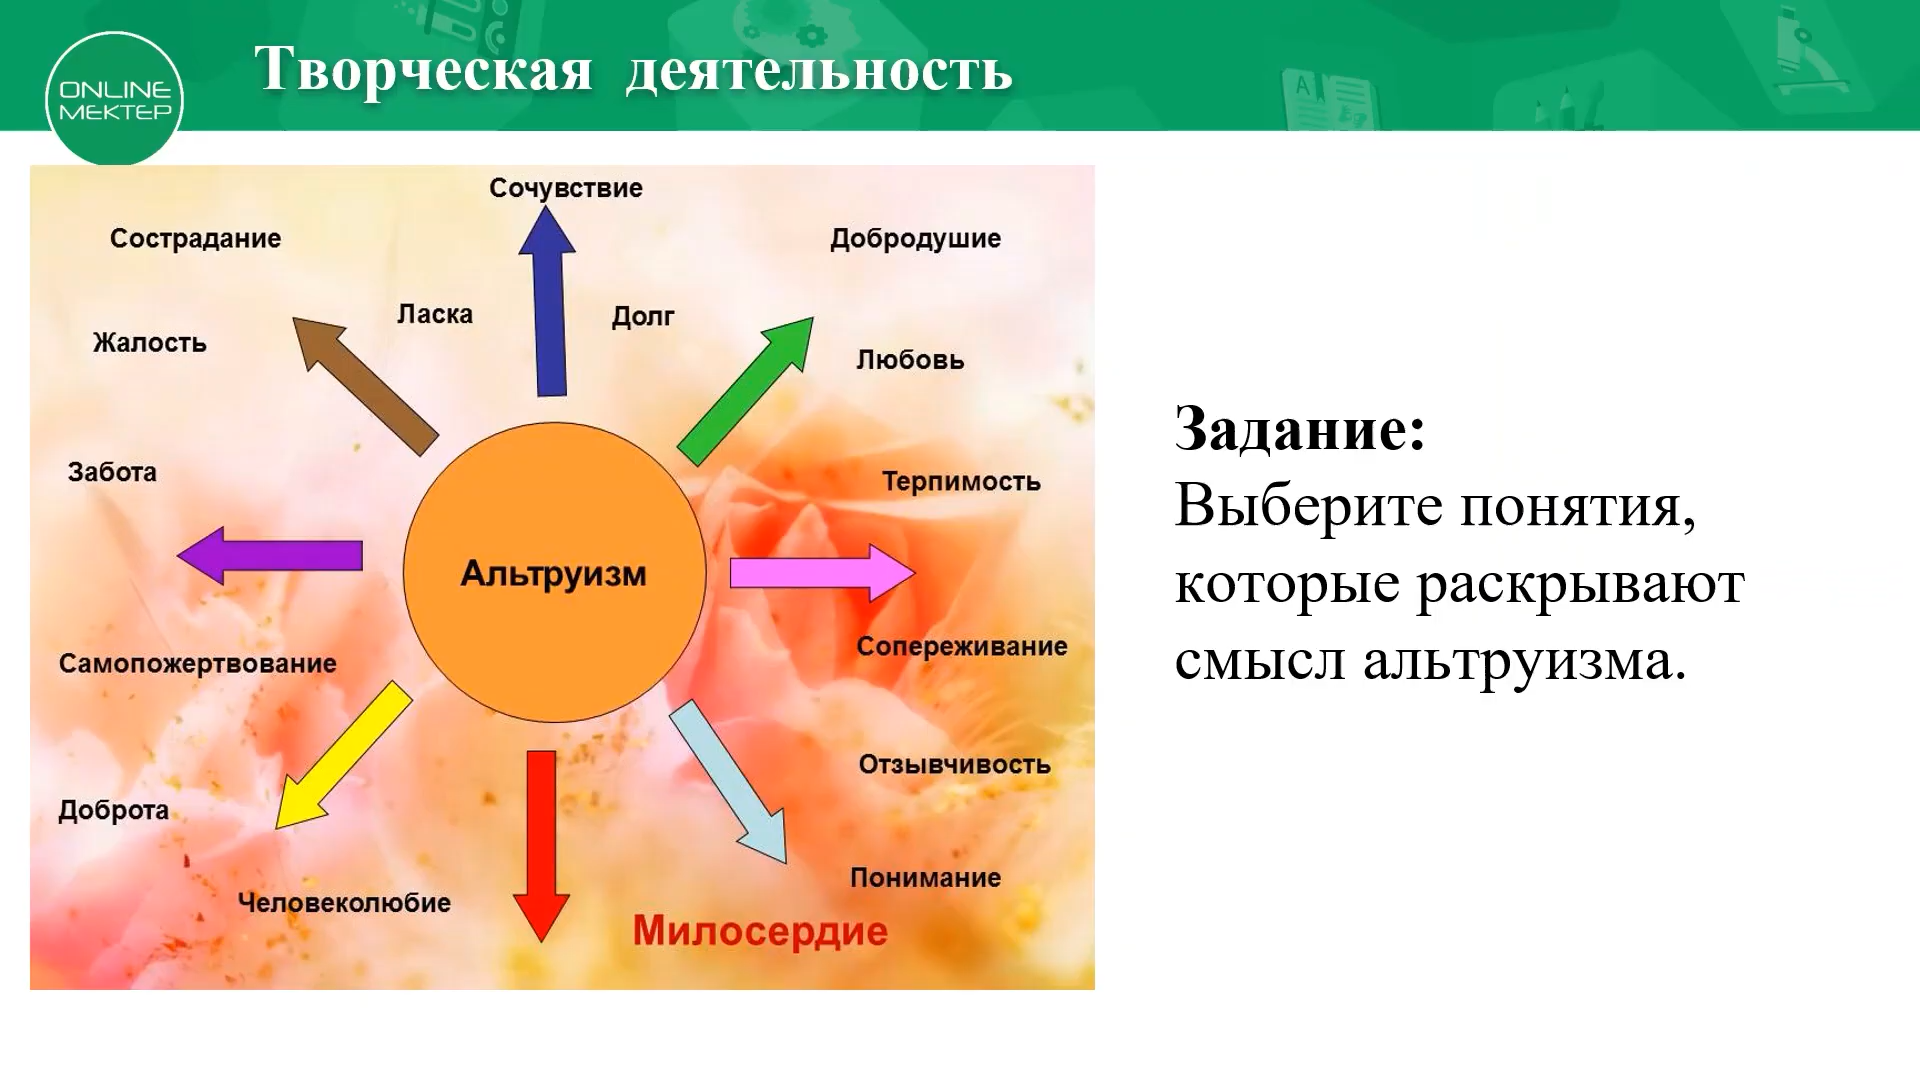 Творческая деятельность
ONLINE
МЕКТЕР
Сочувствие
Сострадание
Добродушие
Ласка
Долг
Жалость
Любовь
Забота
Терпимость
Альтруизм
Сопереживание
Самопожертвование
Отзывчивость
Доброта
Понимание
Человеколюбие
Милосердие
Задание:
Выберите понятия,
которые раскрывают
смысл альтруизма.